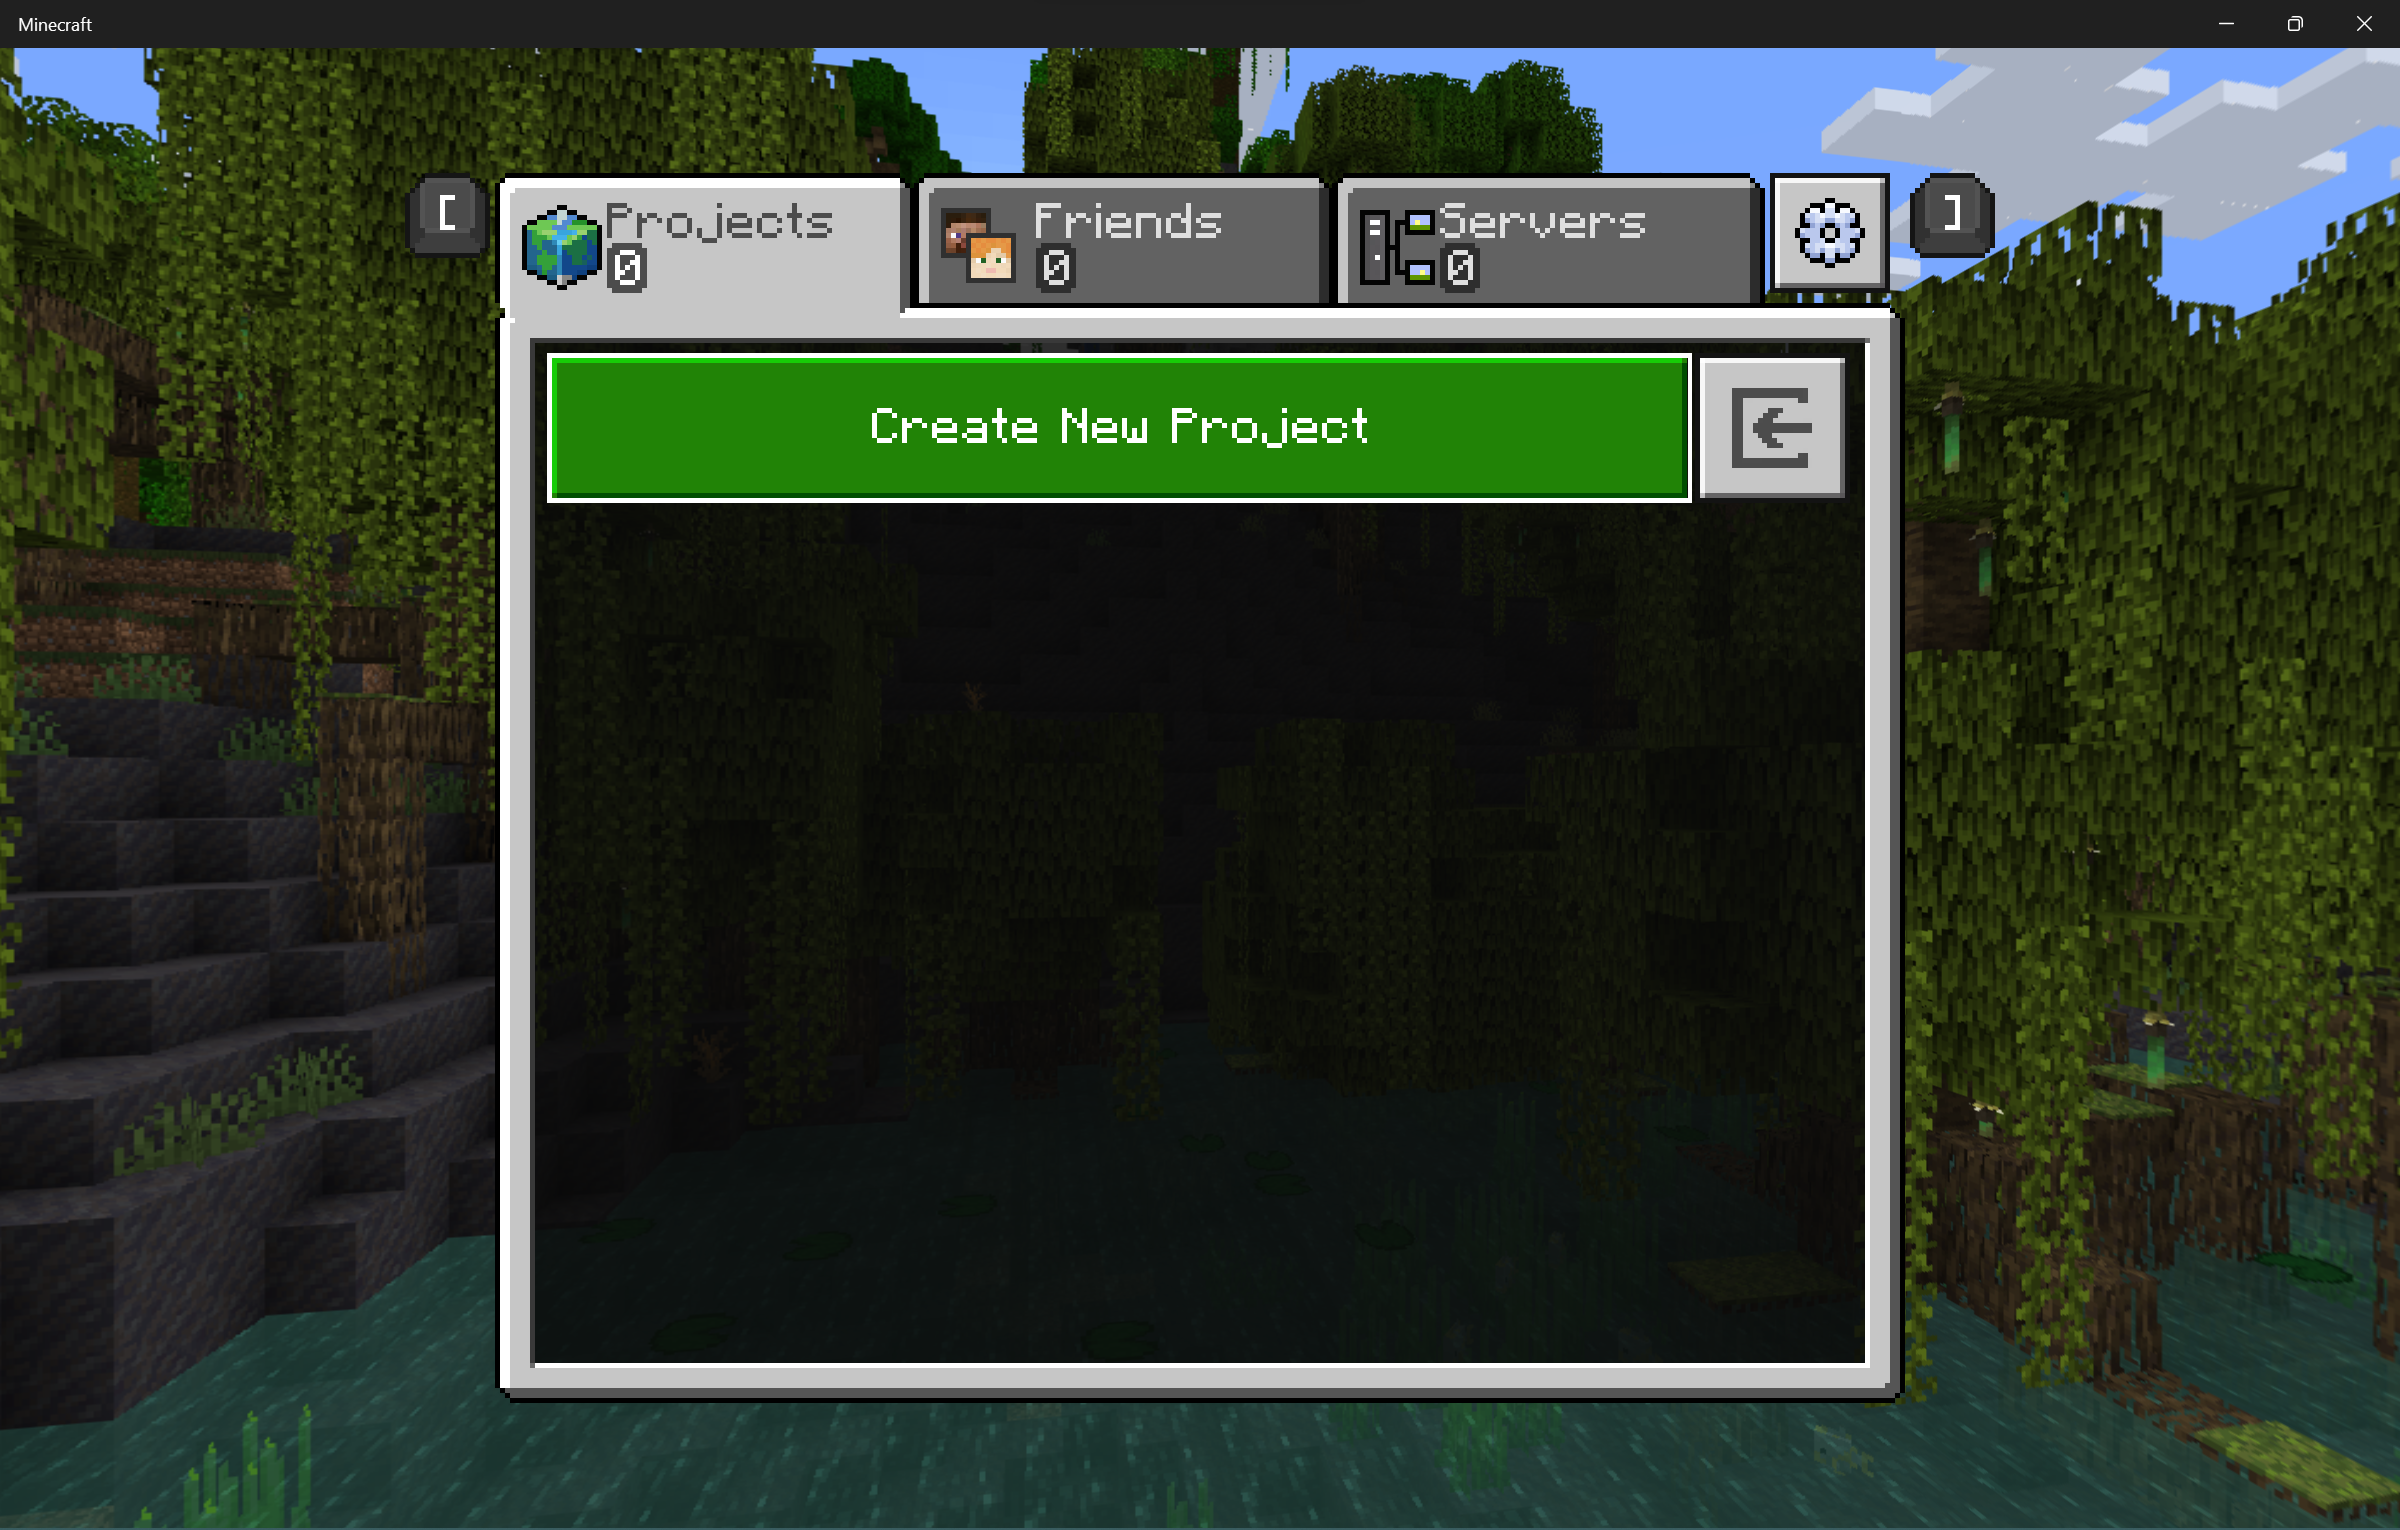 Minecraft
[
Projects
0
Friends
0
Servers
0
]
Create New Project